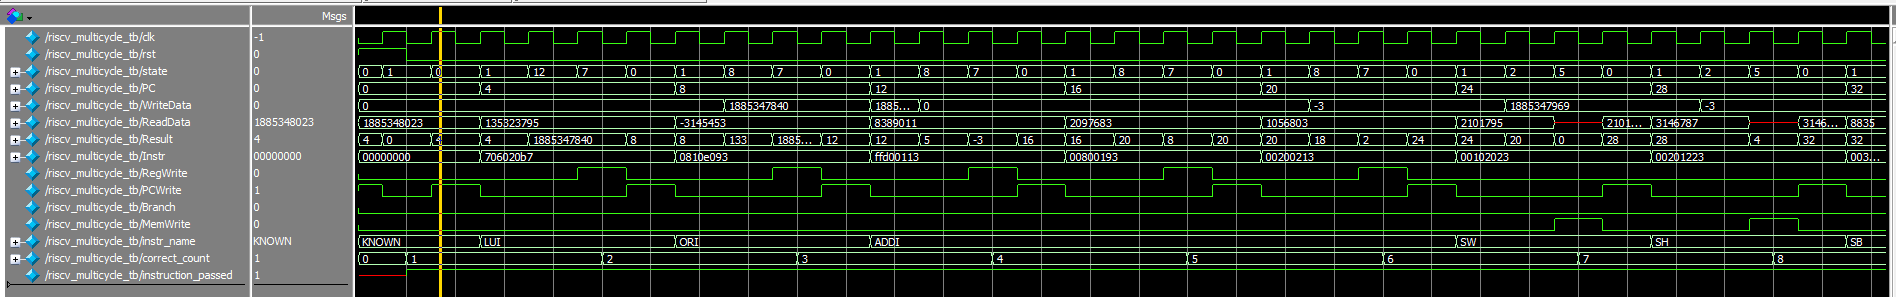 Msgs
/riscv_multicycle_tb/clk -1
/riscv_multicycle_tb/rst 0
/riscv_multicycle_tb/state 0 0 1 0 1 12 7 0 1 8 7 0 1 8 7 0 1 8 7 0 1 8 7 0 1 2 5 0 1 2 5 0 1
/riscv_multicycle_tb/PC 0 0 4 8 12 16 20 24 28 32
/riscv_multicycle_tb/WriteData 0 0 1885347840 1885... 0 -3 1885347969 -3
/riscv_multicycle_tb/ReadData 1885348023 1885348023 135323795 -3145453 8389011 2097683 1056803 2101795 2101... 3146787 3146... 8835
/riscv_multicycle_tb/Result 4 4 0 4 4 1885347840 8 8 133 1885... 12 12 5 -3 16 16 20 8 20 20 18 2 24 24 20 0 28 28 4 32 32
/riscv_multicycle_tb/Instr 00000000 00000000 706020b7 0810e093 ffd00113 00800193 00200213 00102023 00201223 003...
/riscv_multicycle_tb/RegWrite 0
/riscv_multicycle_tb/PCWrite 1
/riscv_multicycle_tb/Branch 0
/riscv_multicycle_tb/MemWrite 0
/riscv_multicycle_tb/instr_name KNOWN KNOWN LUI ORI ADDI SW SH SB
/riscv_multicycle_tb/correct_count 1 0 1 2 3 4 5 6 7 8
/riscv_multicycle_tb/instruction_passed 1